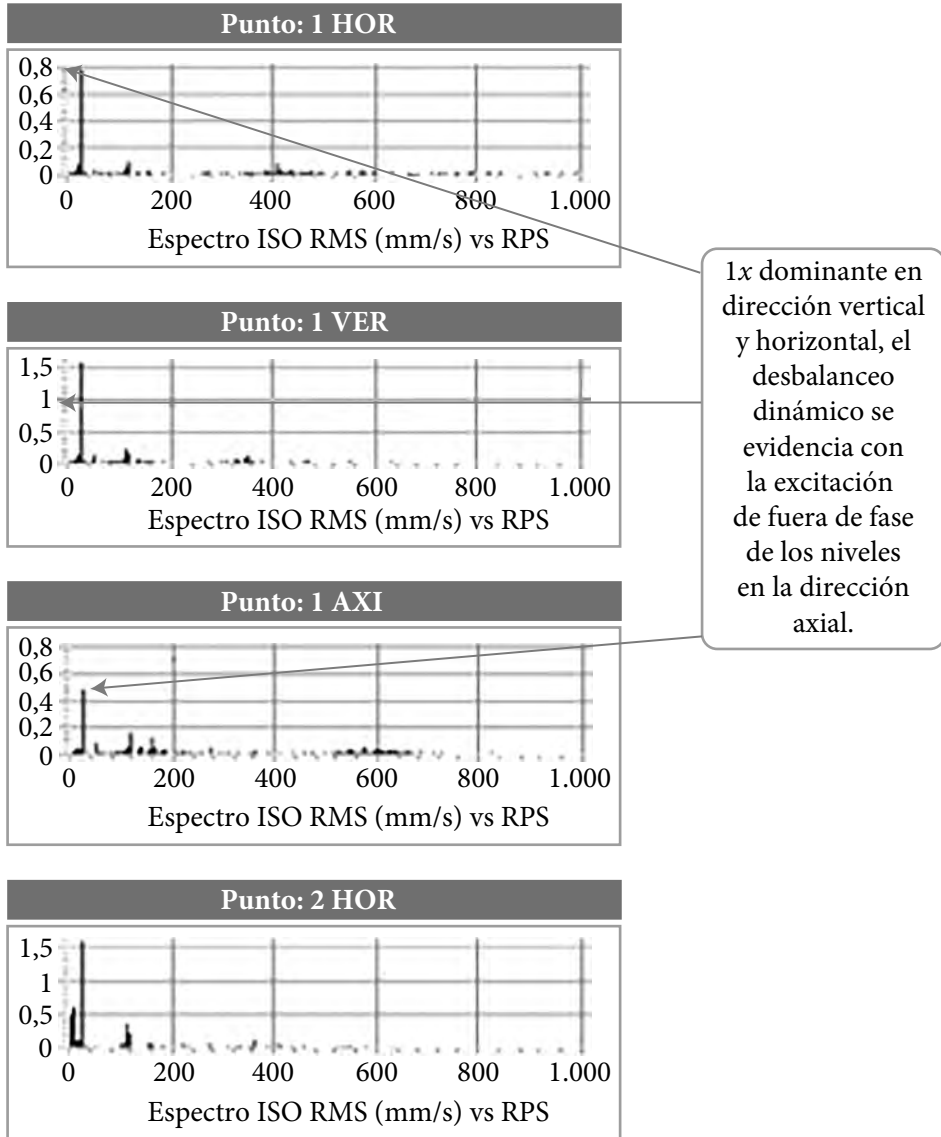 Punto: 1 HOR
0,8
0,6
0,4
0,2
0
0 200 400 600 800 1.000
Espectro ISO RMS (mm/s) vs RPS
Punto: 1 VER
1,5
1
0,5
0
0 200 400 600 800 1.000
Espectro ISO RMS (mm/s) vs RPS
1x dominante en
dirección vertical
y horizontal, el
desbalanceo
dinámico se
evidencia con
la excitación
de fuera de fase
de los niveles
en la dirección
axial.
Punto: 1 AXI
0,8
0,6
0,4
0,2
0
0 200 400 600 800 1.000
Espectro ISO RMS (mm/s) vs RPS
Punto: 2 HOR
1,5
1
0,5
0
0 200 400 600 800 1.000
Espectro ISO RMS (mm/s) vs RPS